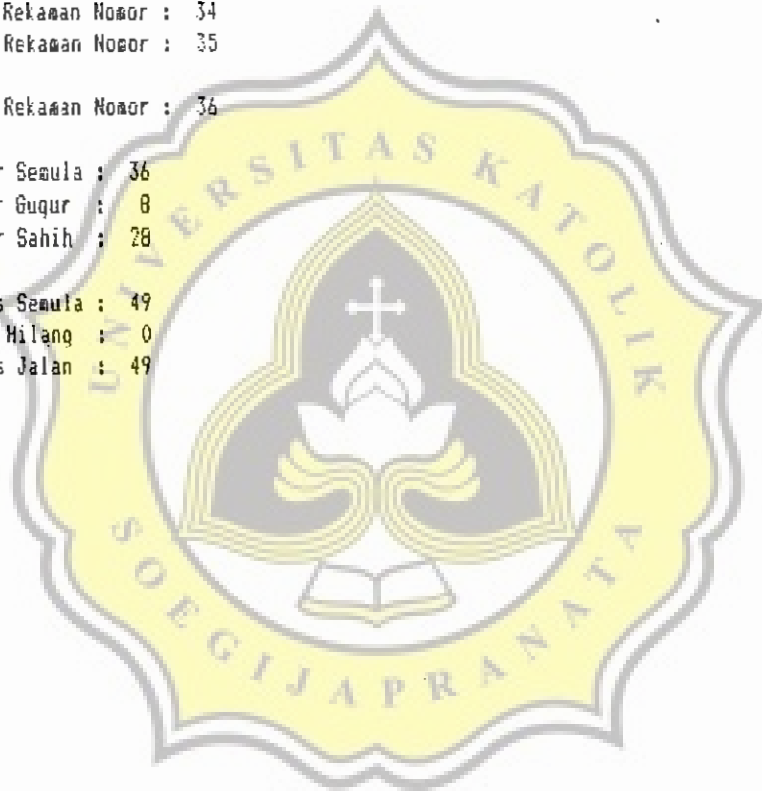 Rekaman Nomor : 34
Rekaman Nomor : 35
Rekaman Nomor : 36
r Semula : 36
r Gugur : 8
r Sahih : 28
s Semula : 49
Hilang : 0
s Jalan : 49
UNIVERSITAS KATOLIK
SOEGIJAPRANATA